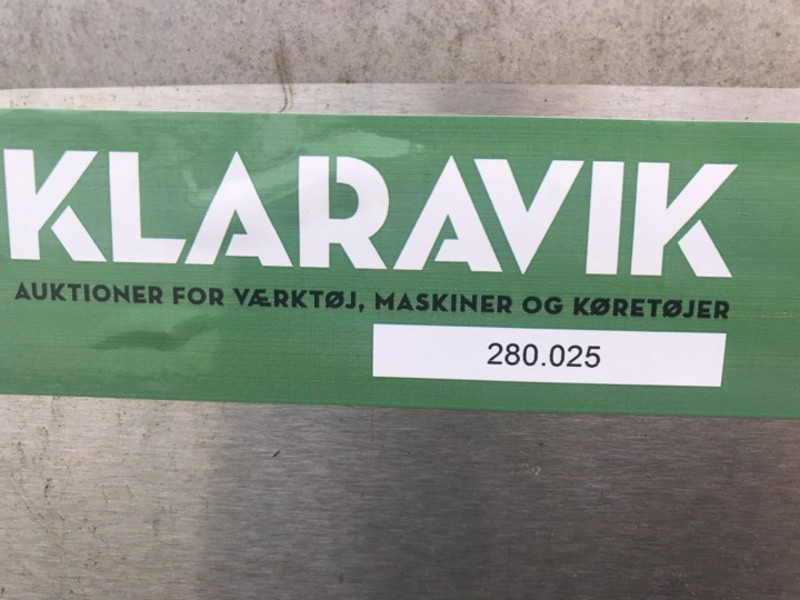 KLARAVIK
AUKTIONER FOR VÆRKTØJ, MASKINER OG KØRETØJER
280.025